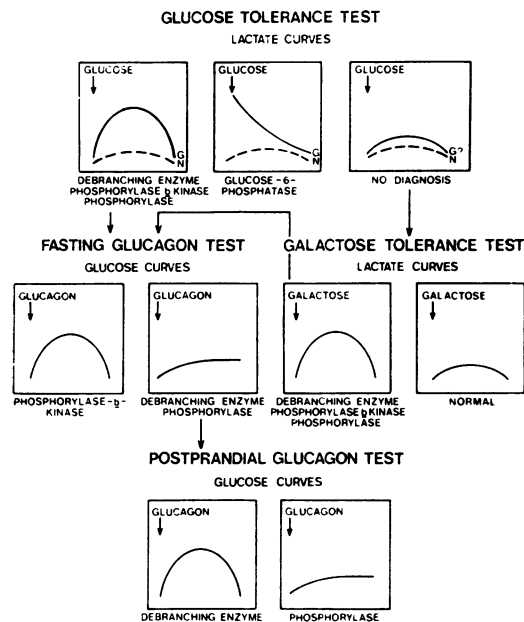 GLUCOSE TOLERANCE TEST
LACTATE CURVES
GLUCOSE
G
N
DEBRANCHING ENZYME
PHOSPHORYLASE b KINASE
PHOSPHORYLASE
GLUCOSE
G
N
GLUCOSE-6-
PHOSPHATASE
GLUCOSE
G?
N
NO DIAGNOSIS
FASTING GLUCAGON TEST
GLUCOSE CURVES
GLUCAGON
PHOSPHORYLASE-b-
KINASE
GLUCAGON
DEBRANCHING ENZYME
PHOSPHORYLASE
GALACTOSE TOLERANCE TEST
LACTATE CURVES
GALACTOSE
DEBRANCHING ENZYME
PHOSPHORYLASE b KINASE
PHOSPHORYLASE
GALACTOSE
NORMAL
POSTPRANDIAL GLUCAGON TEST
GLUCOSE CURVES
GLUCAGON
DEBRANCHING ENZYME
GLUCAGON
PHOSPHORYLASE